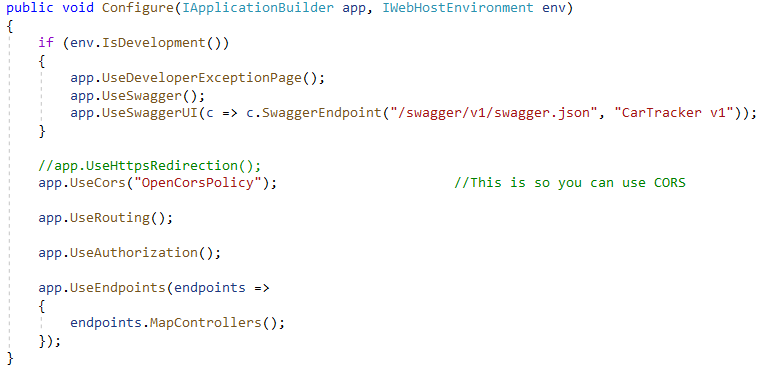 public void Configure(IApplicationBuilder app, IWebHostEnvironment env)
{
    if (env.IsDevelopment())
    {
        app.UseDeveloperExceptionPage();
        app.UseSwagger();
        app.UseSwaggerUI(c => c.SwaggerEndpoint("/swagger/v1/swagger.json", "CarTracker v1"));
    }

    //app.UseHttpsRedirection();
    app.UseCors("OpenCorsPolicy");                      //This is so you can use CORS

    app.UseRouting();

    app.UseAuthorization();

    app.UseEndpoints(endpoints =>
    {
        endpoints.MapControllers();
    });
}